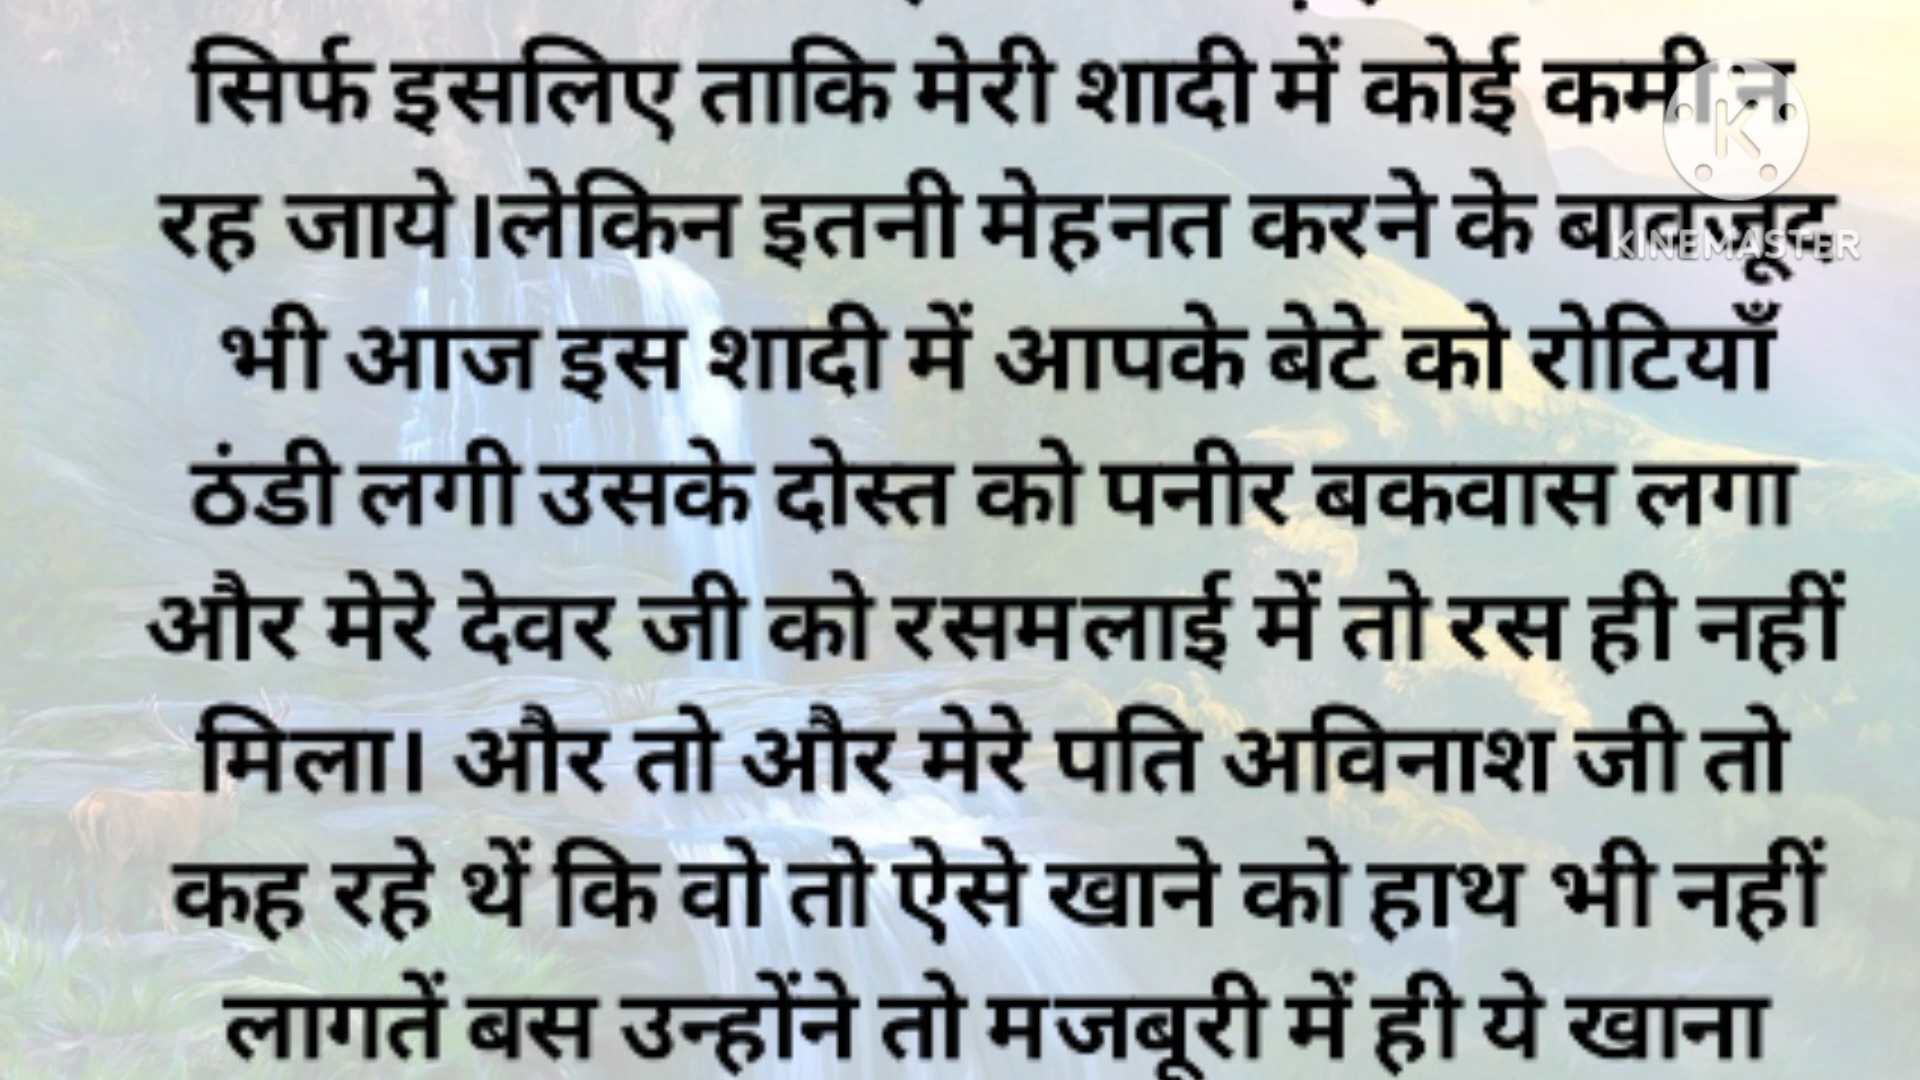 सिर्फ इसलिए ताकि मेरी शादी में कोई कमी न
रह जाये।लेकिन इतनी मेहनत करने के बावजूद
KINEMASTER
भी आज इस शादी में आपके बेटे को रोटियाँ
ठंडी लगी उसके दोस्त को पनीर बकवास लगा
और मेरे देवर जी को रसमलाई में तो रस ही नहीं
मिला। और तो और मेरे पति अविनाश जी तो
कह रहे थें कि वो तो ऐसे खाने को हाथ भी नहीं
लागतें बस उन्होंने तो मजबूरी में ही ये खाना